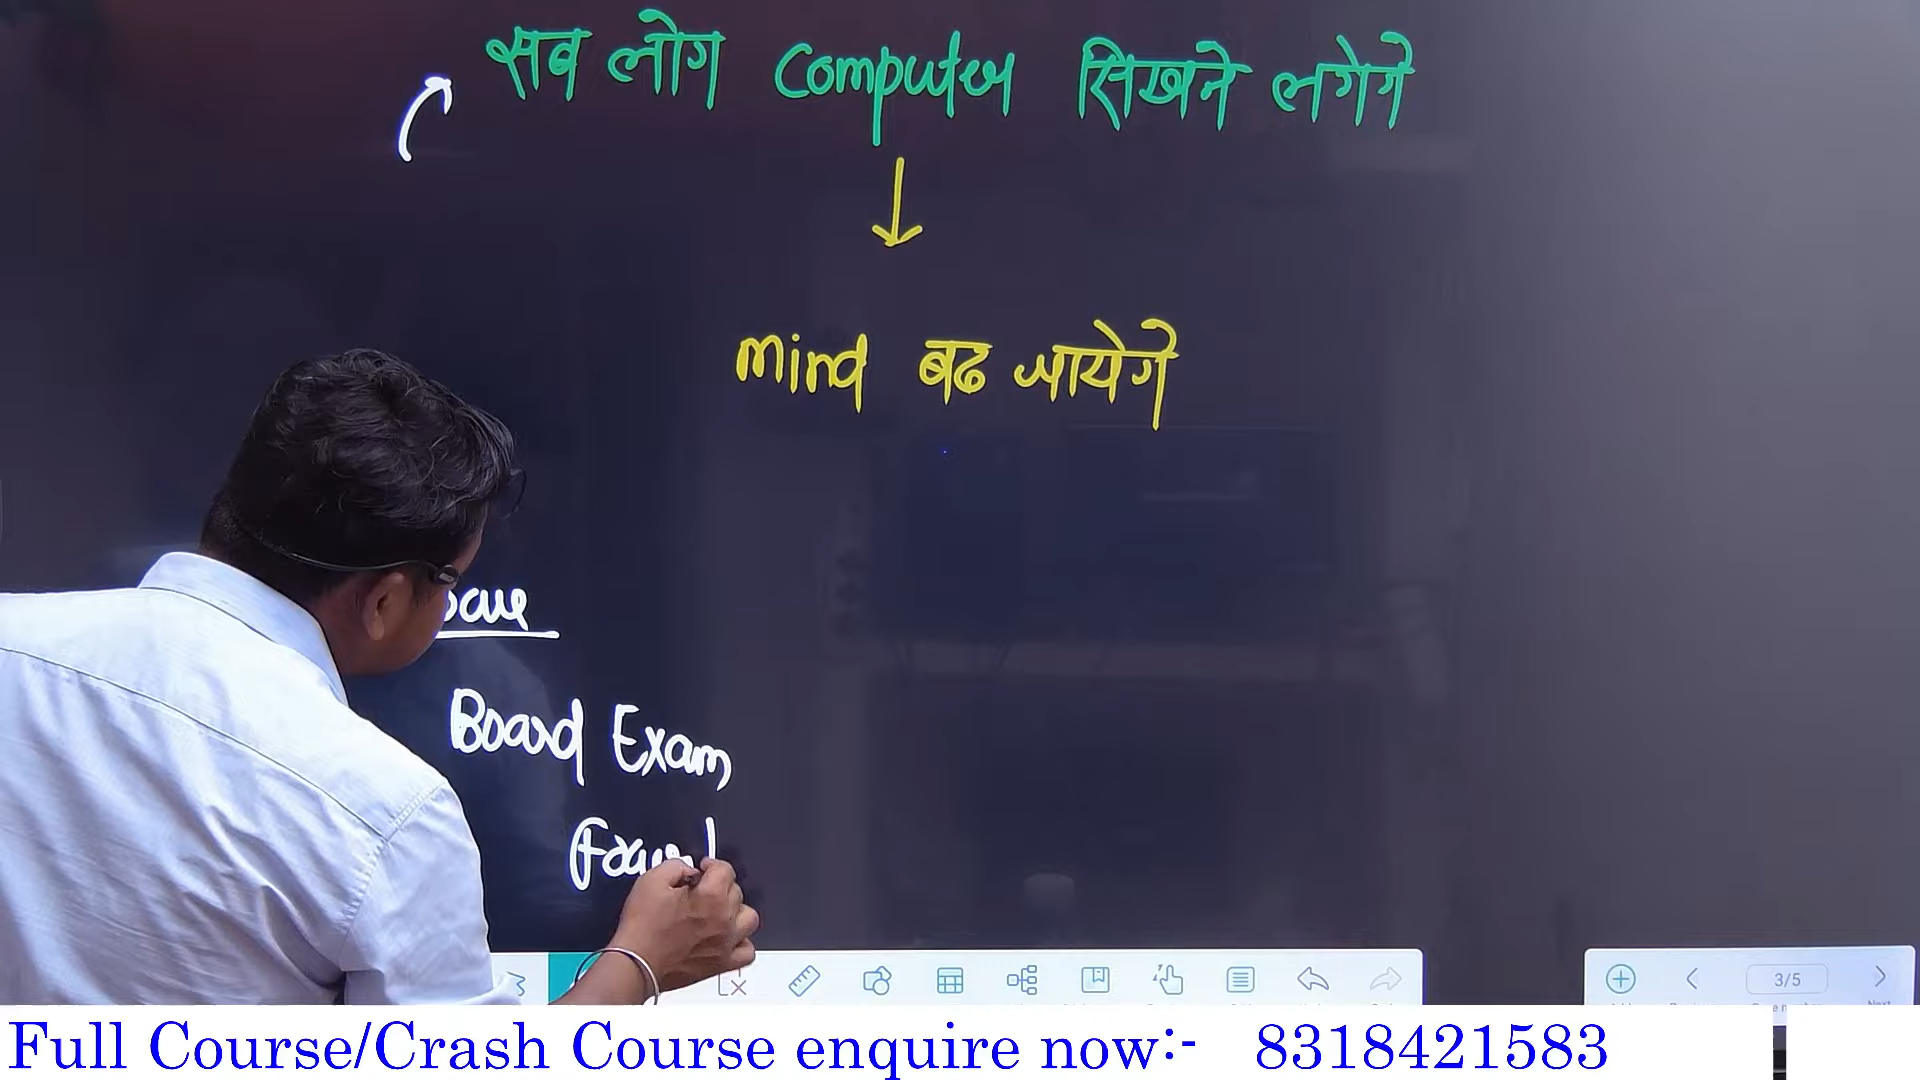 सब लोग Computer सिखने लगेगे
mind बढ जायेगे
Board Exam
3/5
Full Course/Crash Course enquire now:- 8318421583